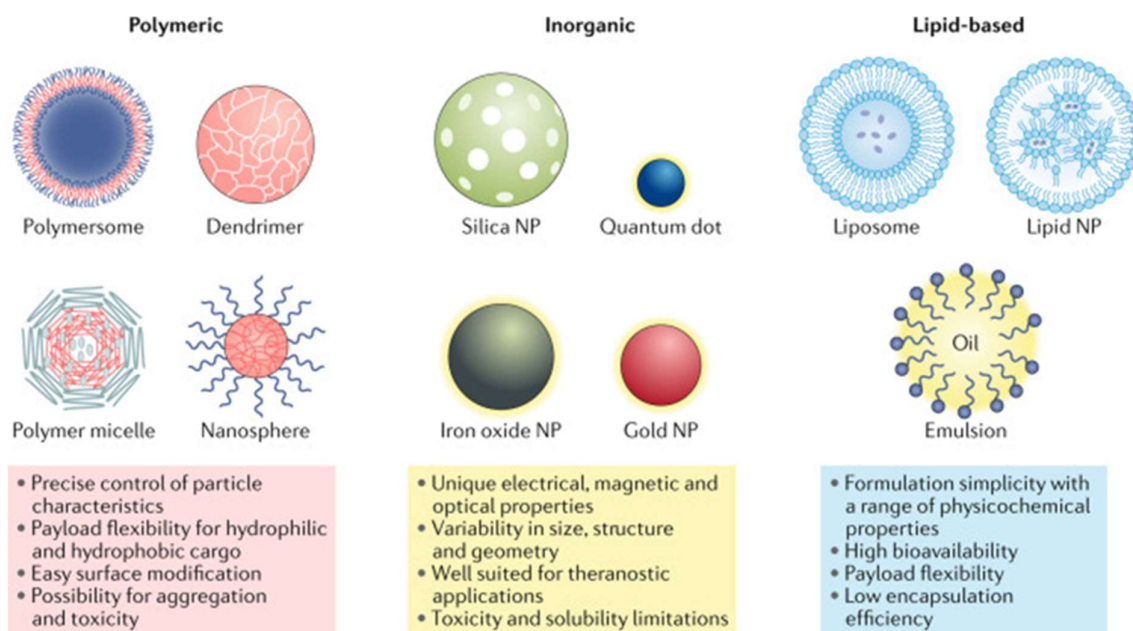 Polymeric
Inorganic
Lipid-based
Polymersome
Dendrimer
Silica NP
Quantum dot
Liposome
Lipid NP
Polymer micelle
Nanosphere
Iron oxide NP
Gold NP
Oil
Emulsion
• Precise control of particle
characteristics
• Payload flexibility for hydrophilic
and hydrophobic cargo
• Easy surface modification
• Possibility for aggregation
and toxicity
• Unique electrical, magnetic and
optical properties
• Variability in size, structure
and geometry
• Well suited for theranostic
applications
• Toxicity and solubility limitations
• Formulation simplicity with
a range of physicochemical
properties
• High bioavailability
• Payload flexibility
• Low encapsulation
efficiency